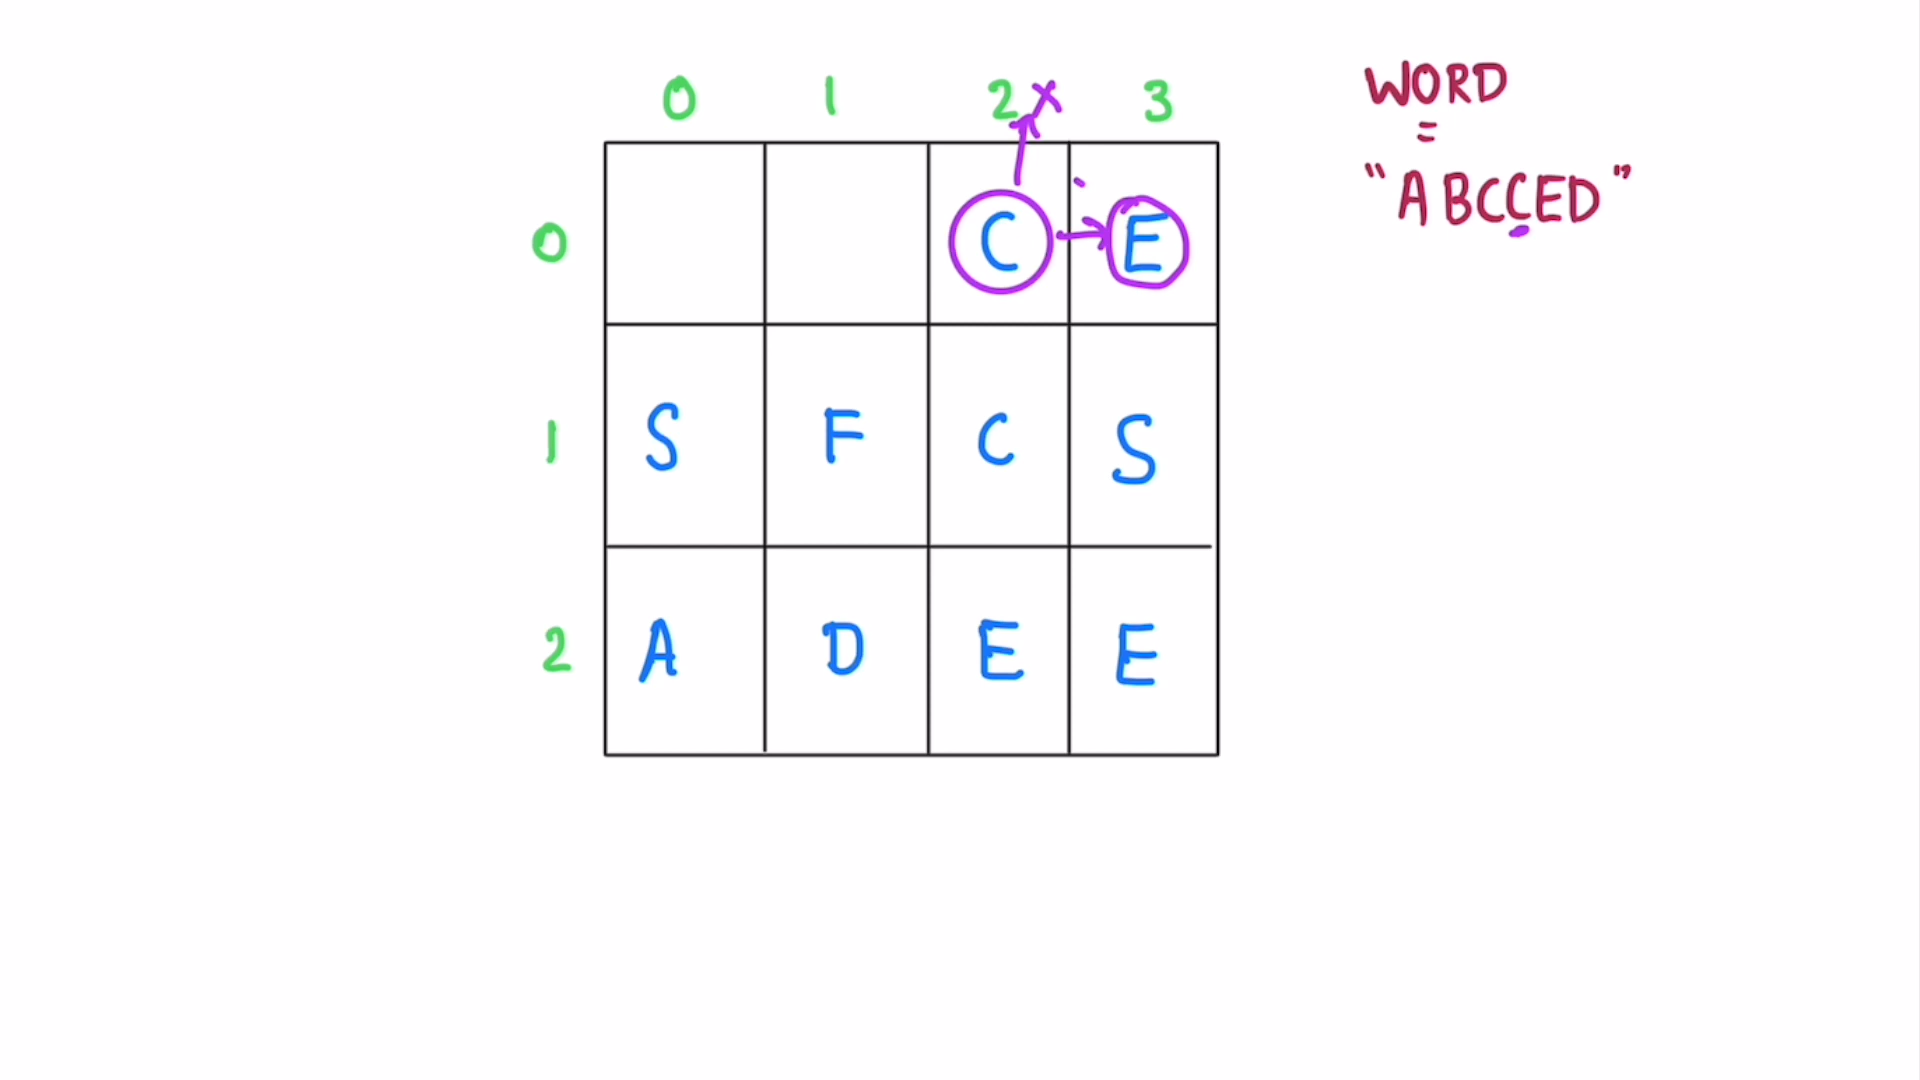 0 1 2 X 3
0 C E
1 S F C S
2 A D E E
WORD
=
"ABCCED"